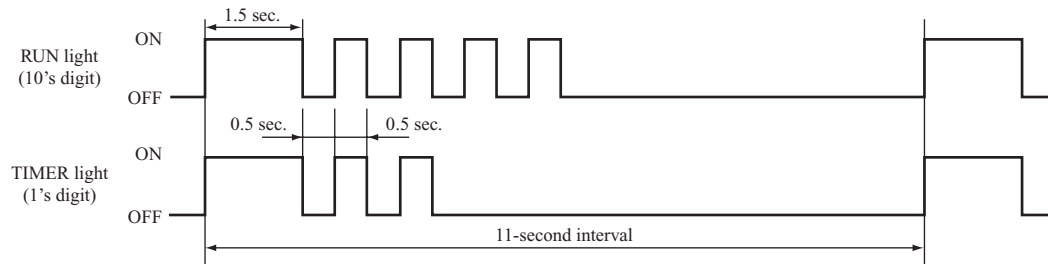 1.5 sec.
ON
RUN light
(10's digit)
OFF
0.5 sec.
0.5 sec.
ON
TIMER light
(1's digit)
OFF
11-second interval